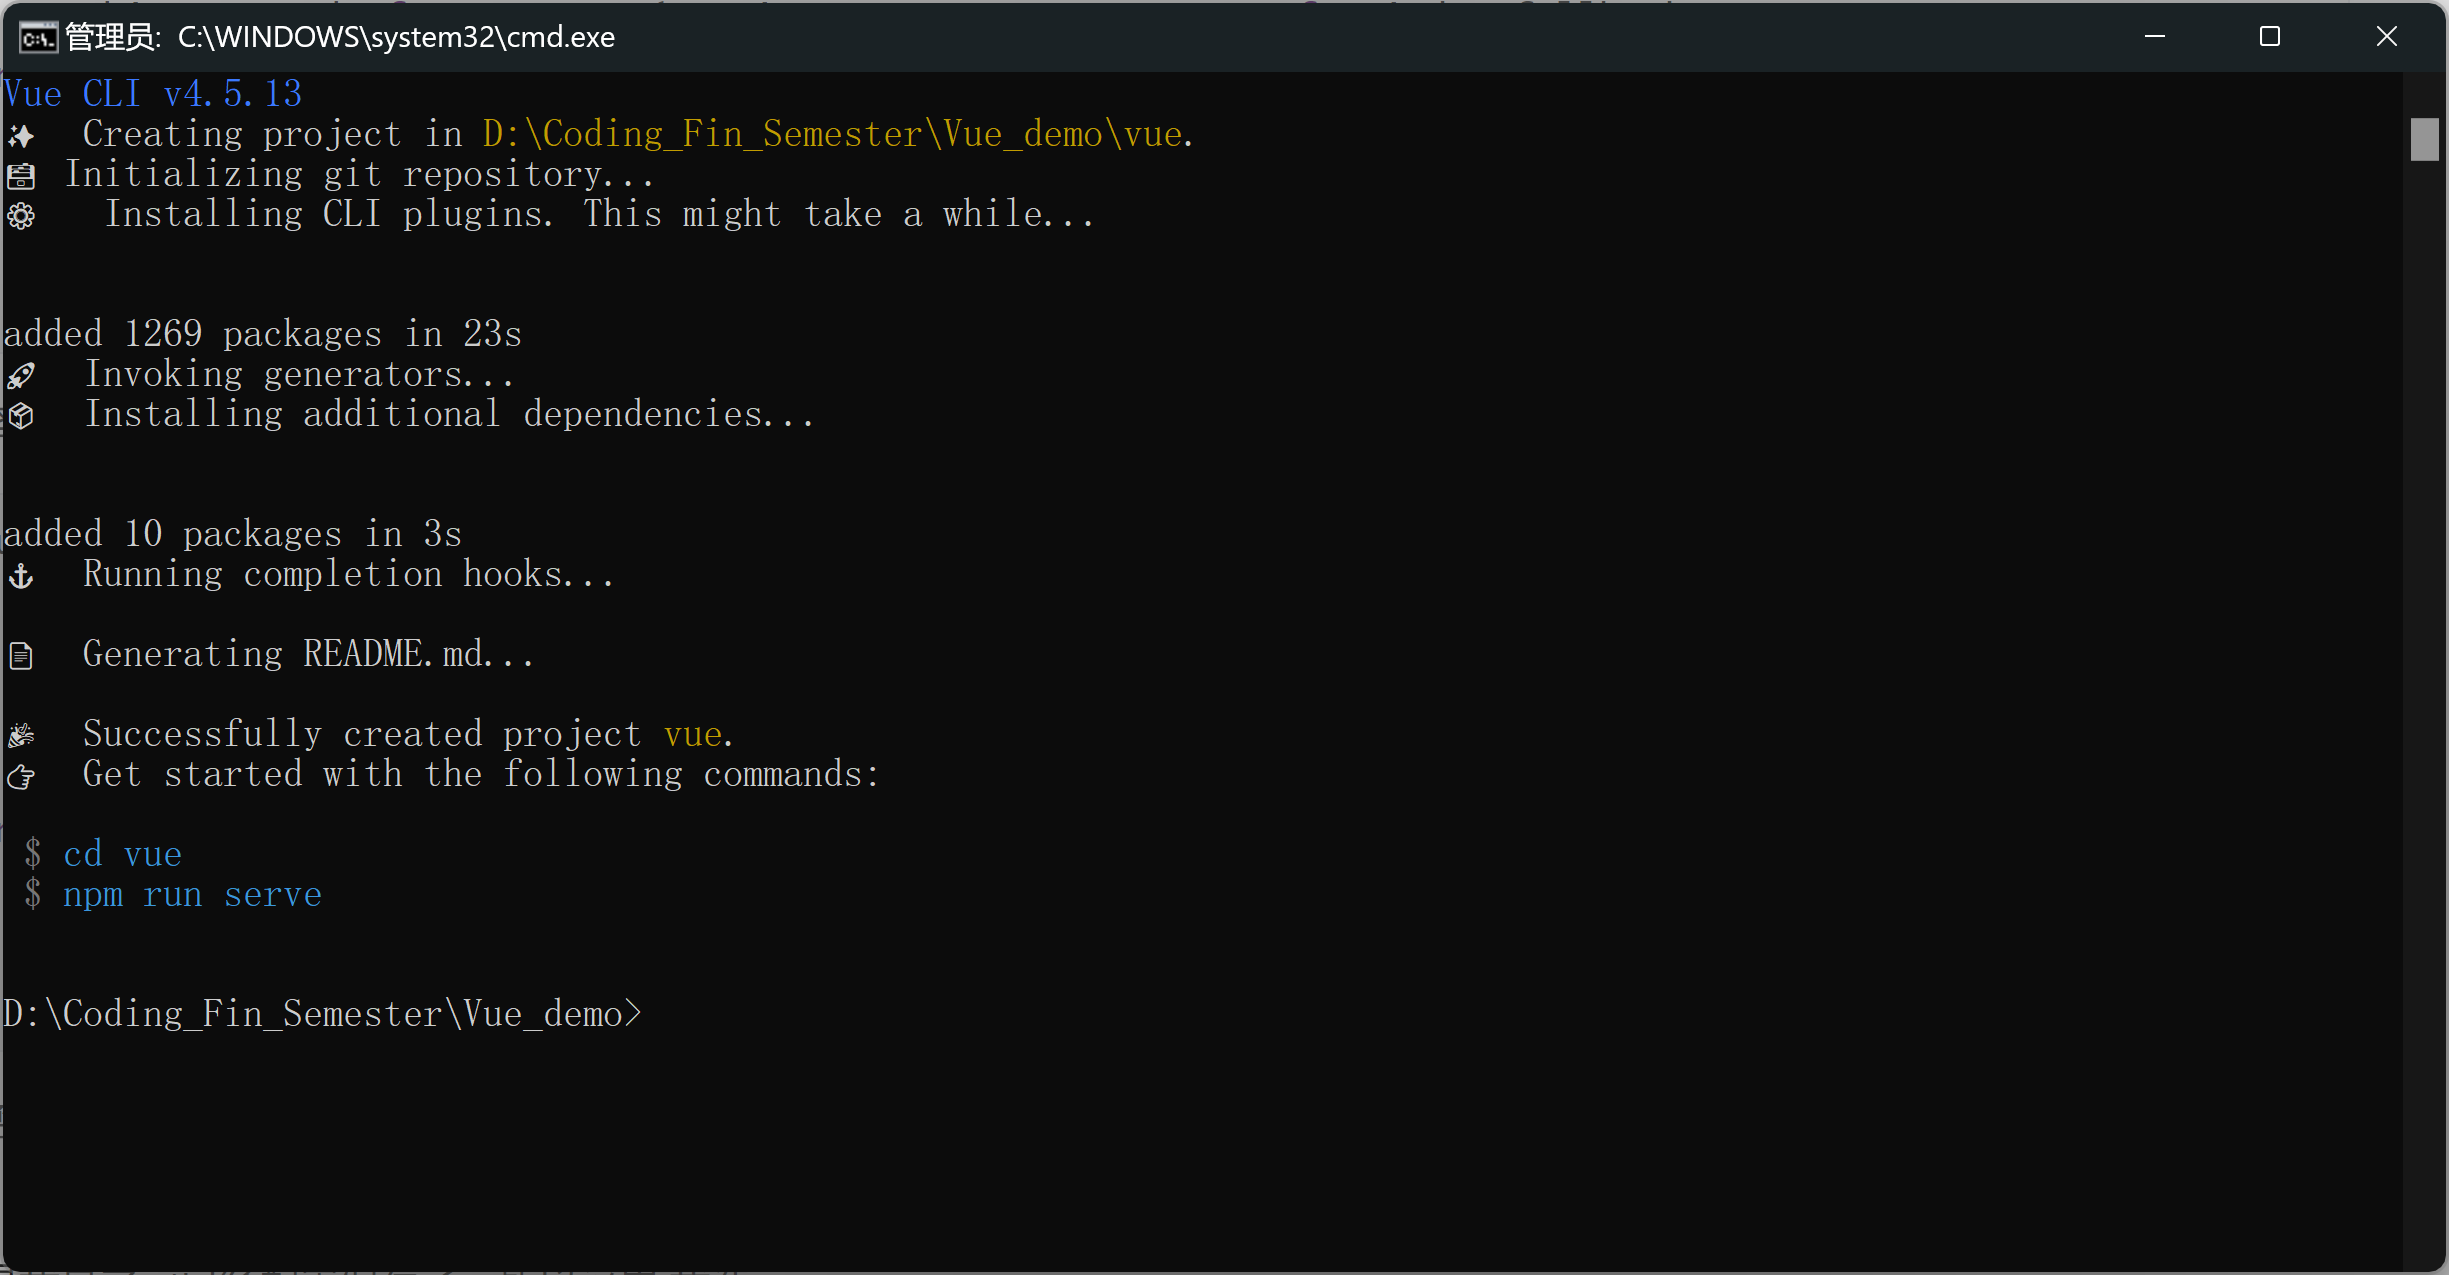 管理员: C:\WINDOWS\system32\cmd.exe
Vue CLI v4.5.13
Creating project in D:\Coding_Fin_Semester\Vue_demo\vue.
Initializing git repository...
Installing CLI plugins. This might take a while...
added 1269 packages in 23s
Invoking generators...
Installing additional dependencies...
added 10 packages in 3s
Running completion hooks...
Generating README.md...
Successfully created project vue.
Get started with the following commands:
$ cd vue
$ npm run serve
D:\Coding_Fin_Semester\Vue_demo>